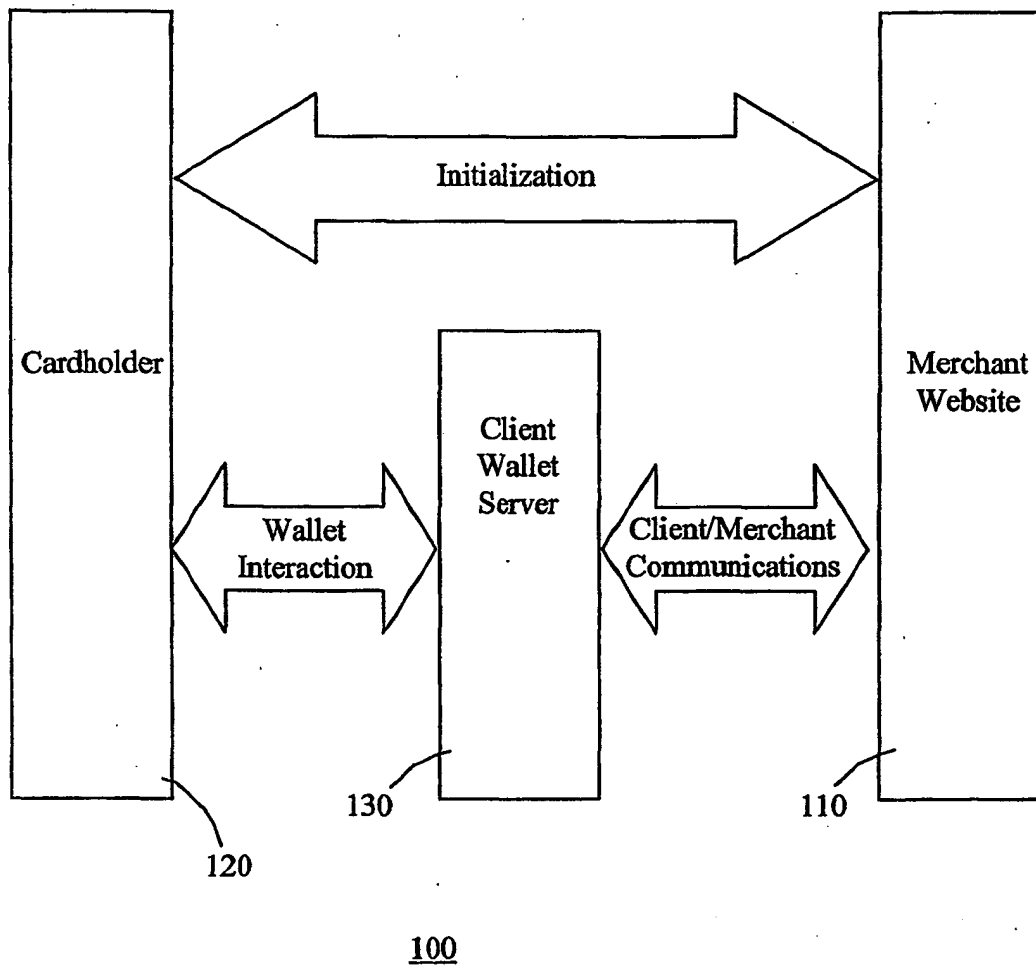 Initialization
Cardholder
Client
Wallet
Server
Merchant
Website
Wallet
Interaction
Client/Merchant
Communications
120
130
110
100